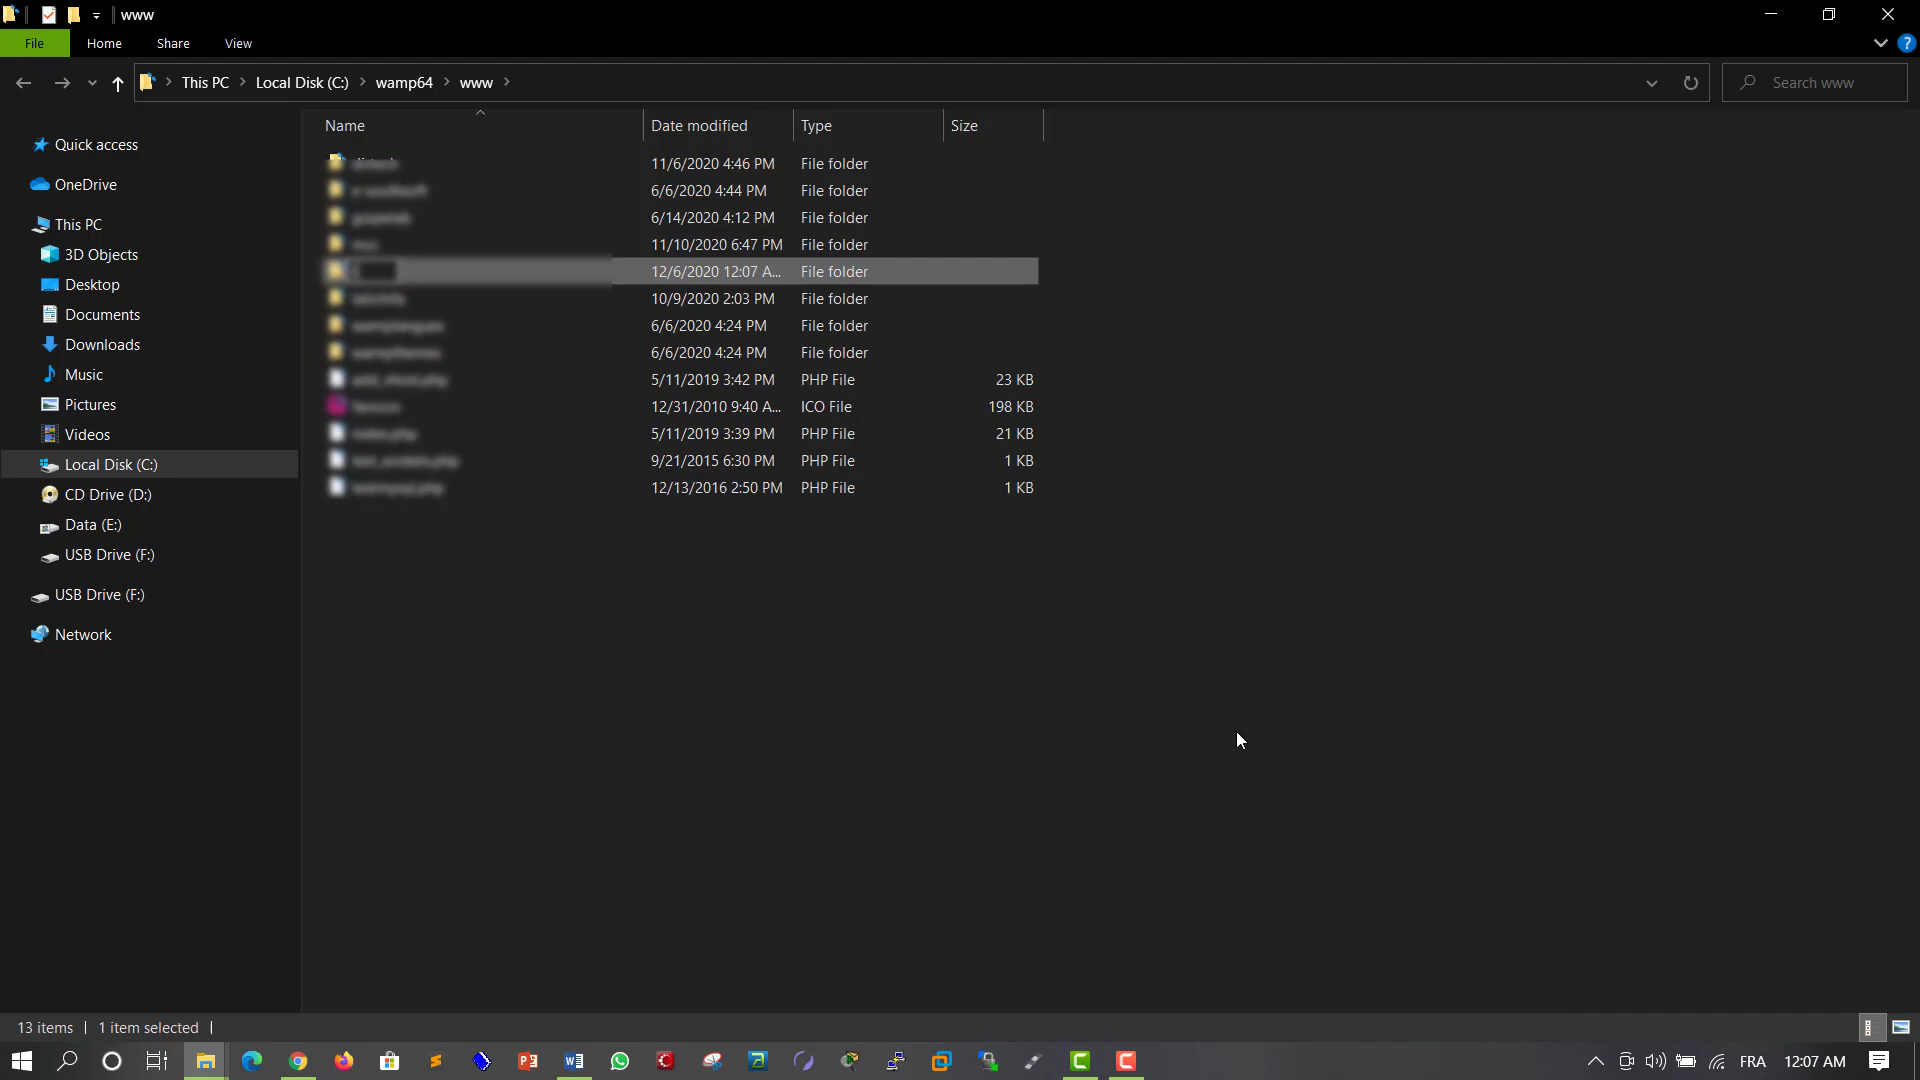 www
File
Home
Share
View
This PC
Local Disk (C:)
wamp64
www
Search www
Name
Date modified
Type
Size
Quick access
OneDrive
This PC
3D Objects
Desktop
Documents
Downloads
Music
Pictures
Videos
Local Disk (C:)
CD Drive (D:)
Data (E:)
USB Drive (F:)
USB Drive (F:)
Network
11/6/2020 4:46 PM File folder
6/6/2020 4:44 PM File folder
6/14/2020 4:12 PM File folder
11/10/2020 6:47 PM File folder
12/6/2020 12:07 A... File folder
10/9/2020 2:03 PM File folder
6/6/2020 4:24 PM File folder
6/6/2020 4:24 PM File folder
5/11/2019 3:42 PM PHP File 23 KB
12/31/2010 9:40 A... ICO File 198 KB
5/11/2019 3:39 PM PHP File 21 KB
9/21/2015 6:30 PM PHP File 1 KB
12/13/2016 2:50 PM PHP File 1 KB
13 items
1 item selected
FRA
12:07 AM